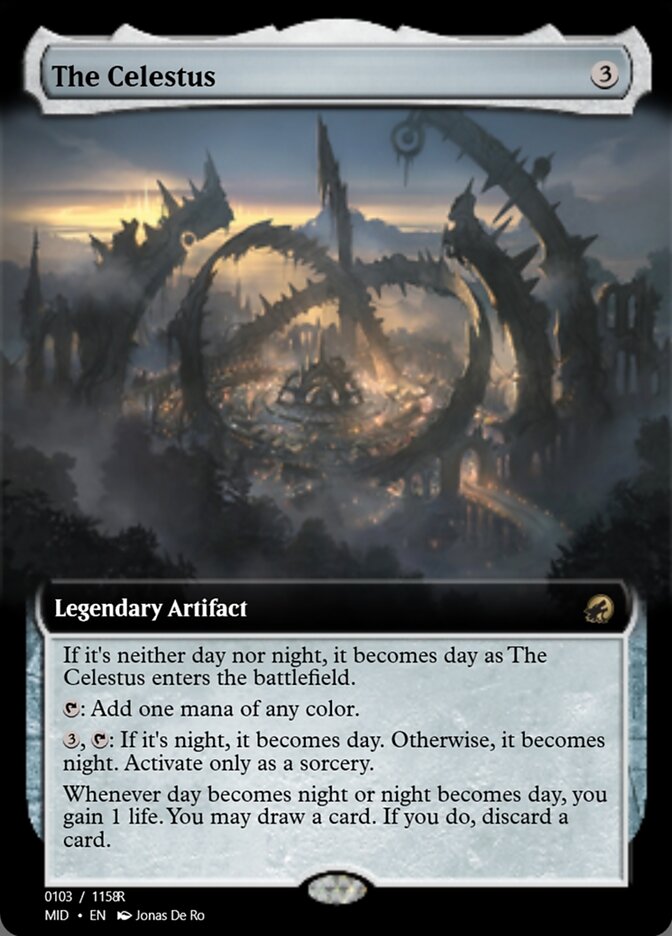 The Celestus
3
Legendary Artifact
If it's neither day nor night, it becomes day as The
Celestus enters the battlefield.
: Add one mana of any color.
3, : If it's night, it becomes day. Otherwise, it becomes
night. Activate only as a sorcery.
Whenever day becomes night or night becomes day, you
gain 1 life. You may draw a card. If you do, discard a
card.
0103 / 1158R
MID • EN Jonas De Ro